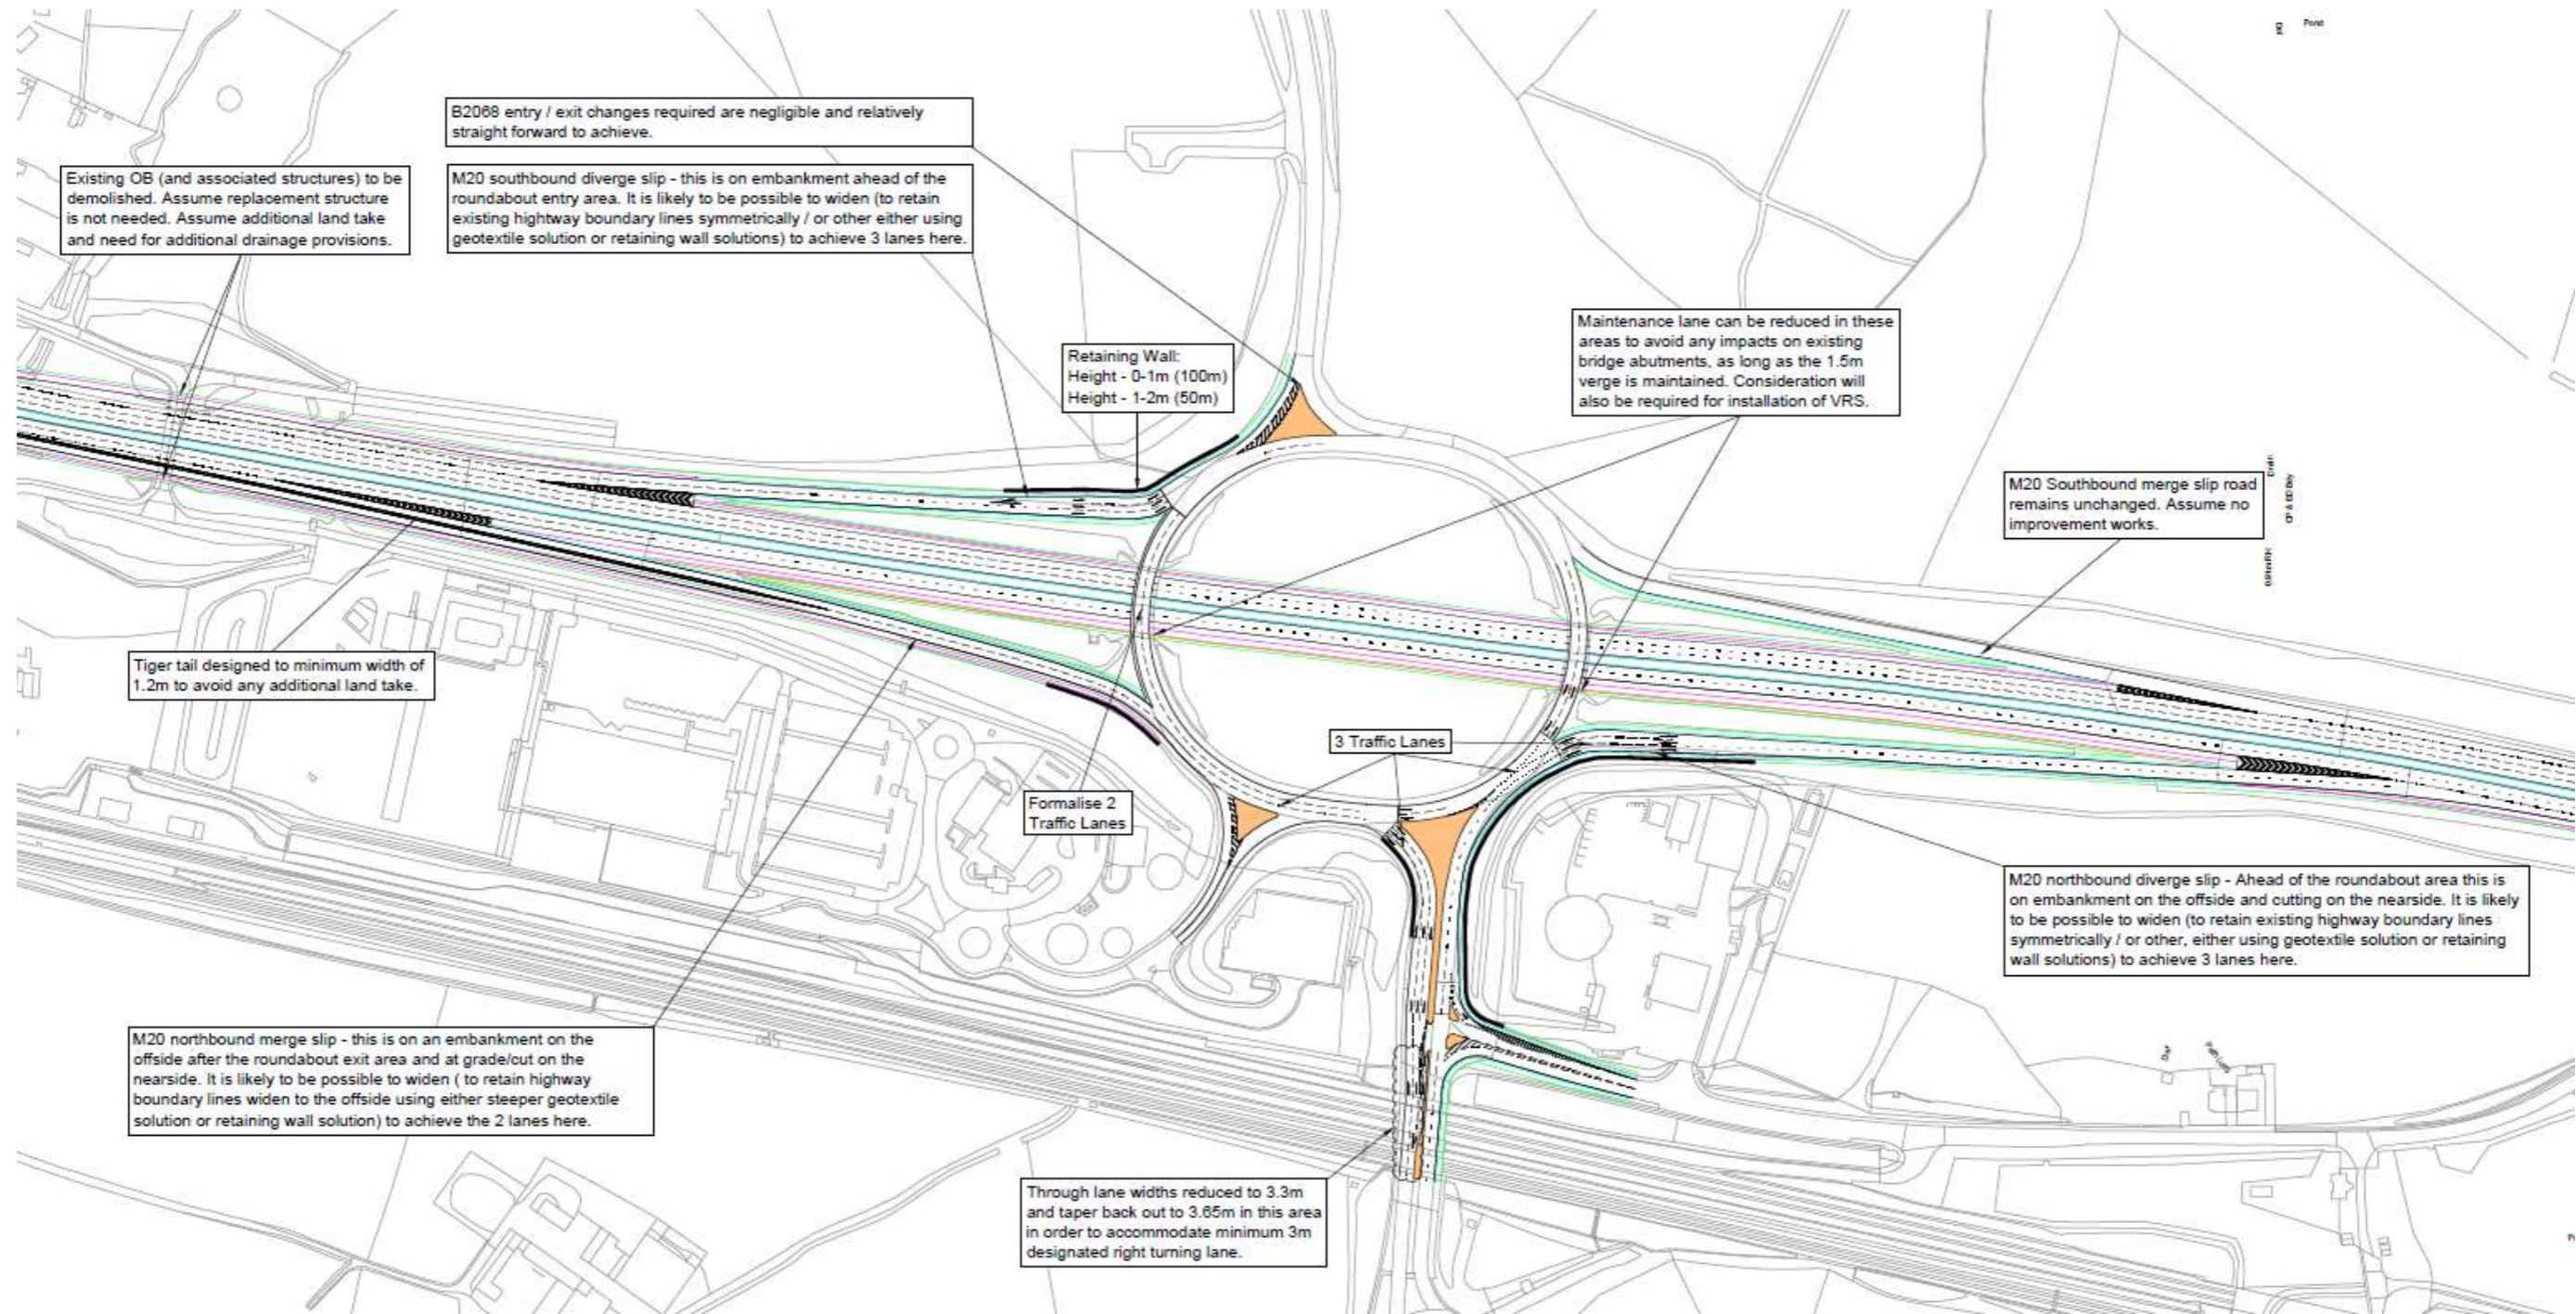 Pond
B2068 entry / exit changes required are negligible and relatively
straight forward to achieve.
Existing OB (and associated structures) to be
demolished. Assume replacement structure
is not needed. Assume additional land take
and need for additional drainage provisions.
M20 southbound diverge slip - this is on embankment ahead of the
roundabout entry area. It is likely to be possible to widen (to retain
existing hightway boundary lines symmetrically / or other either using
geotextile solution or retaining wall solutions) to achieve 3 lanes here.
Retaining Wall:
Height - 0-1m (100m)
Height - 1-2m (50m)
Maintenance lane can be reduced in these
areas to avoid any impacts on existing
bridge abutments, as long as the 1.5m
verge is maintained. Consideration will
also be required for installation of VRS.
Drain
M20 Southbound merge slip road
remains unchanged. Assume no
improvement works.
Tiger tail designed to minimum width of
1.2m to avoid any additional land take.
3 Traffic Lanes
Formalise 2
Traffic Lanes
M20 northbound diverge slip - Ahead of the roundabout area this is
on embankment on the offside and cutting on the nearside. It is likely
to be possible to widen (to retain existing highway boundary lines
symmetrically / or other, either using geotextile solution or retaining
wall solutions) to achieve 3 lanes here.
M20 northbound merge slip - this is on an embankment on the
offside after the roundabout exit area and at grade/cut on the
nearside. It is likely to be possible to widen ( to retain highway
boundary lines widen to the offside using either steeper geotextile
solution or retaining wall solution) to achieve the 2 lanes here.
Through lane widths reduced to 3.3m
and taper back out to 3.65m in this area
in order to accommodate minimum 3m
designated right turning lane.